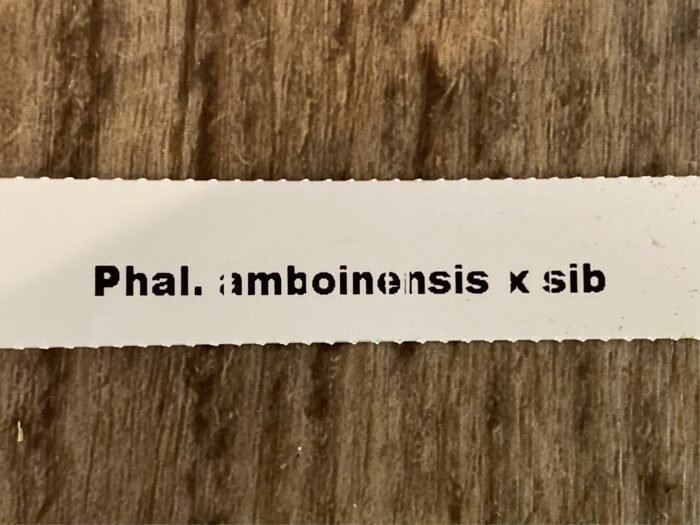 Phal. amboinensis x sib